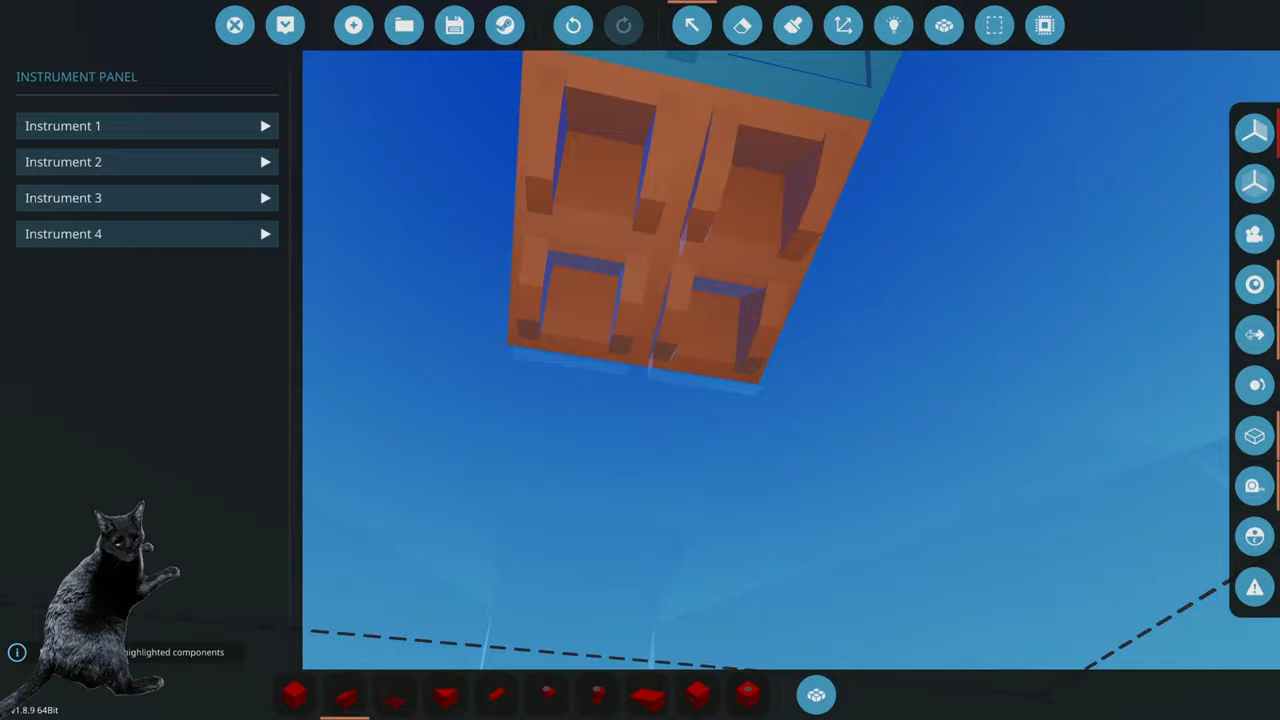 INSTRUMENT PANEL
Instrument 1
Instrument 2
Instrument 3
Instrument 4
highlighted components
v1.8.9 64Bit